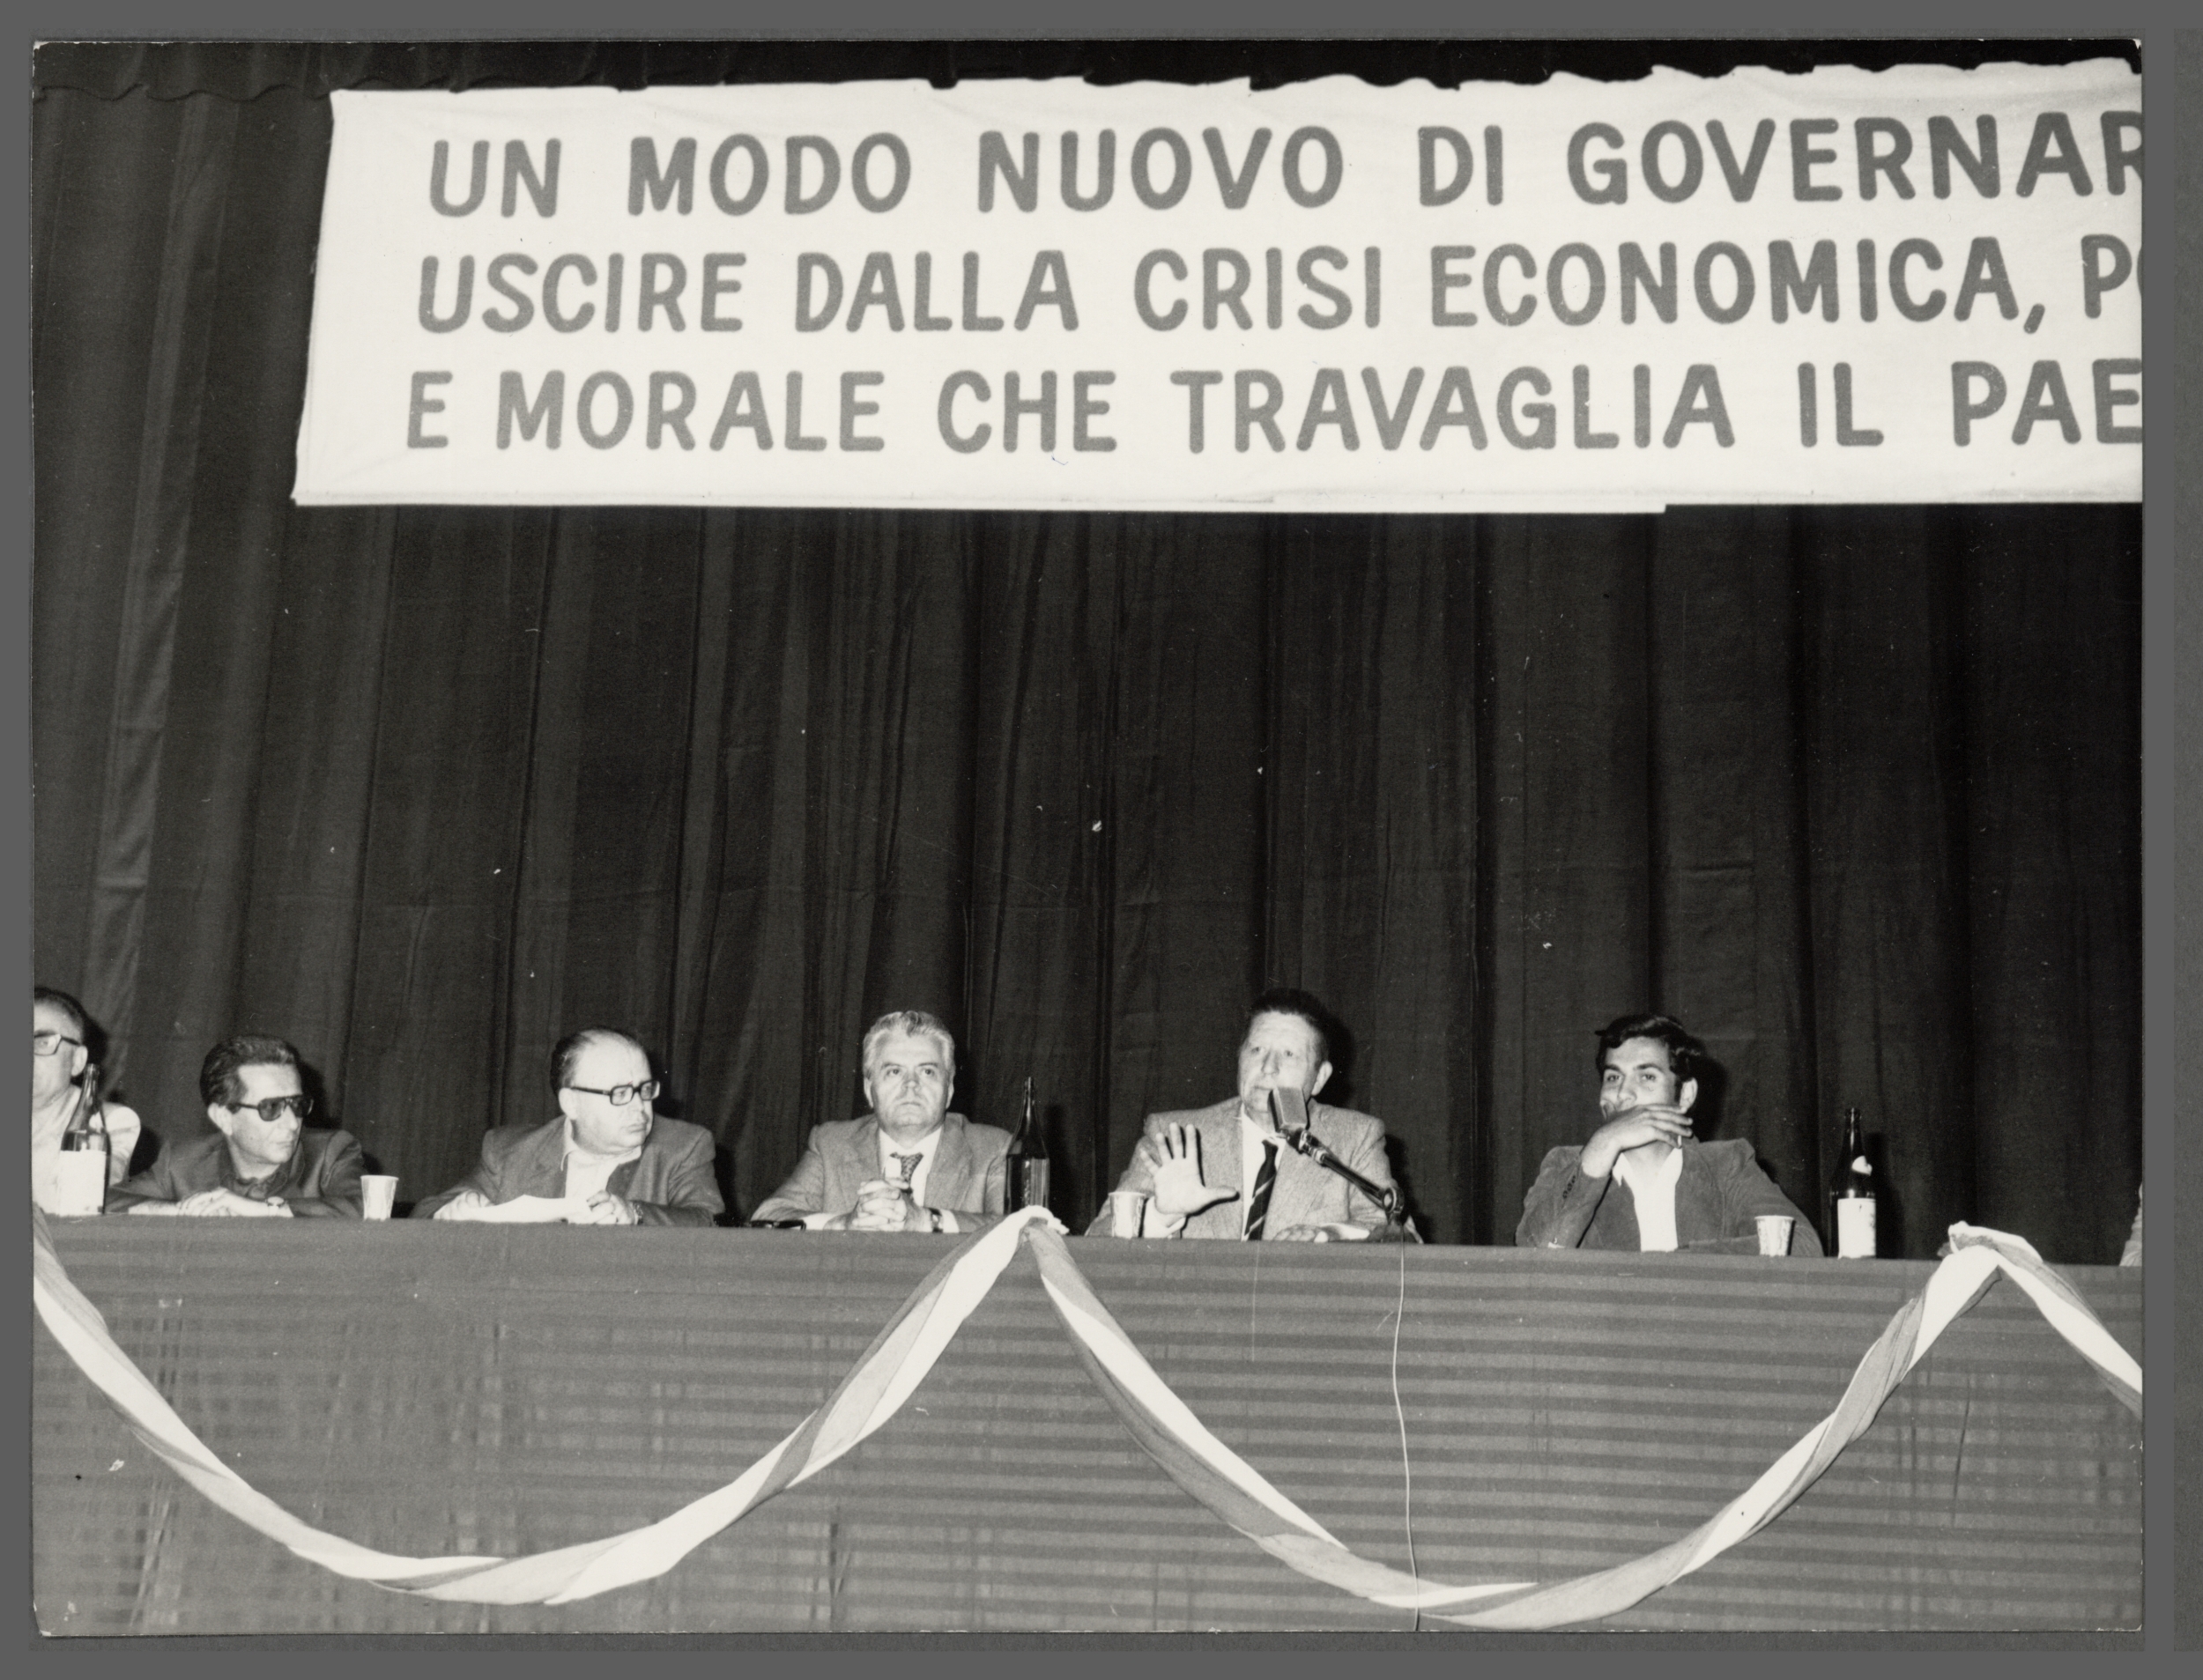 UN MODO NUOVO DI GOVERNAR
USCIRE DALLA CRISI ECONOMICA, P
E MORALE CHE TRAVAGLIA IL PAE